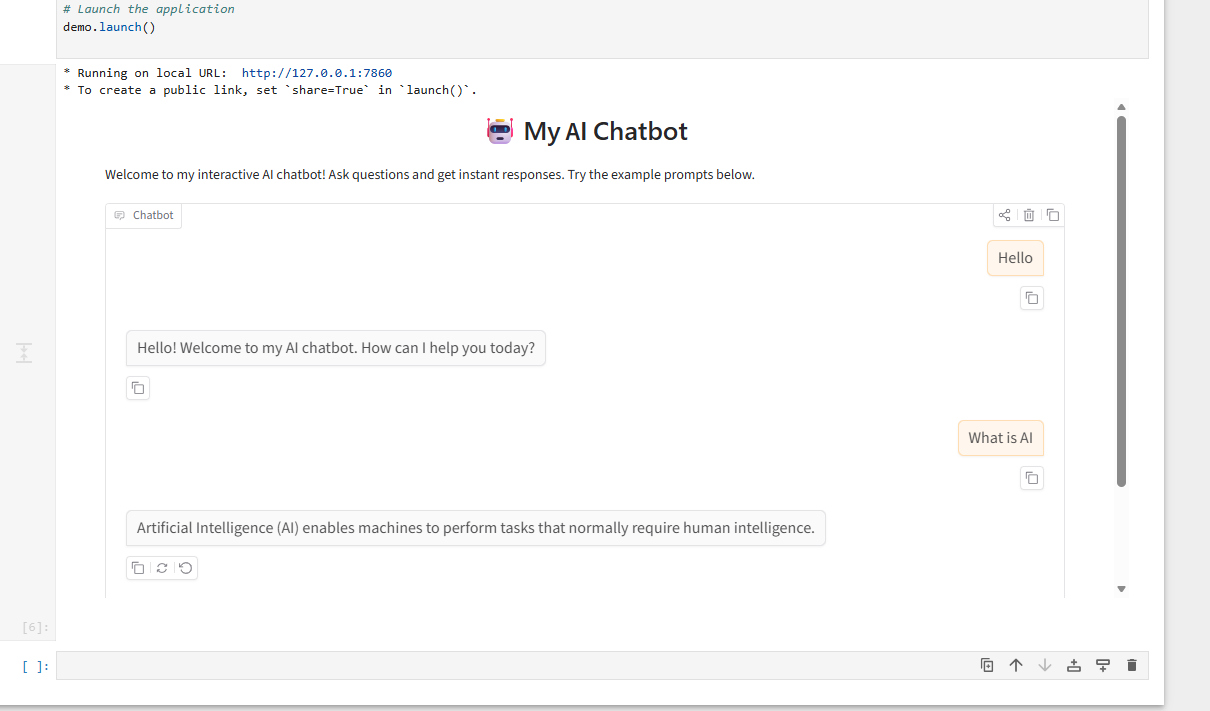 # Launch the application
demo.launch()
* Running on local URL:  http://127.0.0.1:7860
* To create a public link, set `share=True` in `launch()`.
🤖 My AI Chatbot
Welcome to my interactive AI chatbot! Ask questions and get instant responses. Try the example prompts below.
Chatbot
Hello
Hello! Welcome to my AI chatbot. How can I help you today?
What is AI
Artificial Intelligence (AI) enables machines to perform tasks that normally require human intelligence.
[6]:
[ ]: